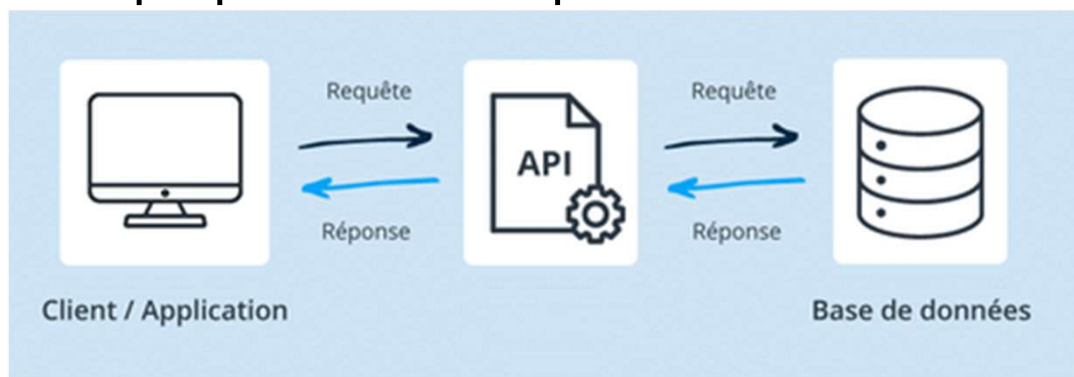 Requête
Requête
API
Réponse
Réponse
Client / Application
Base de données